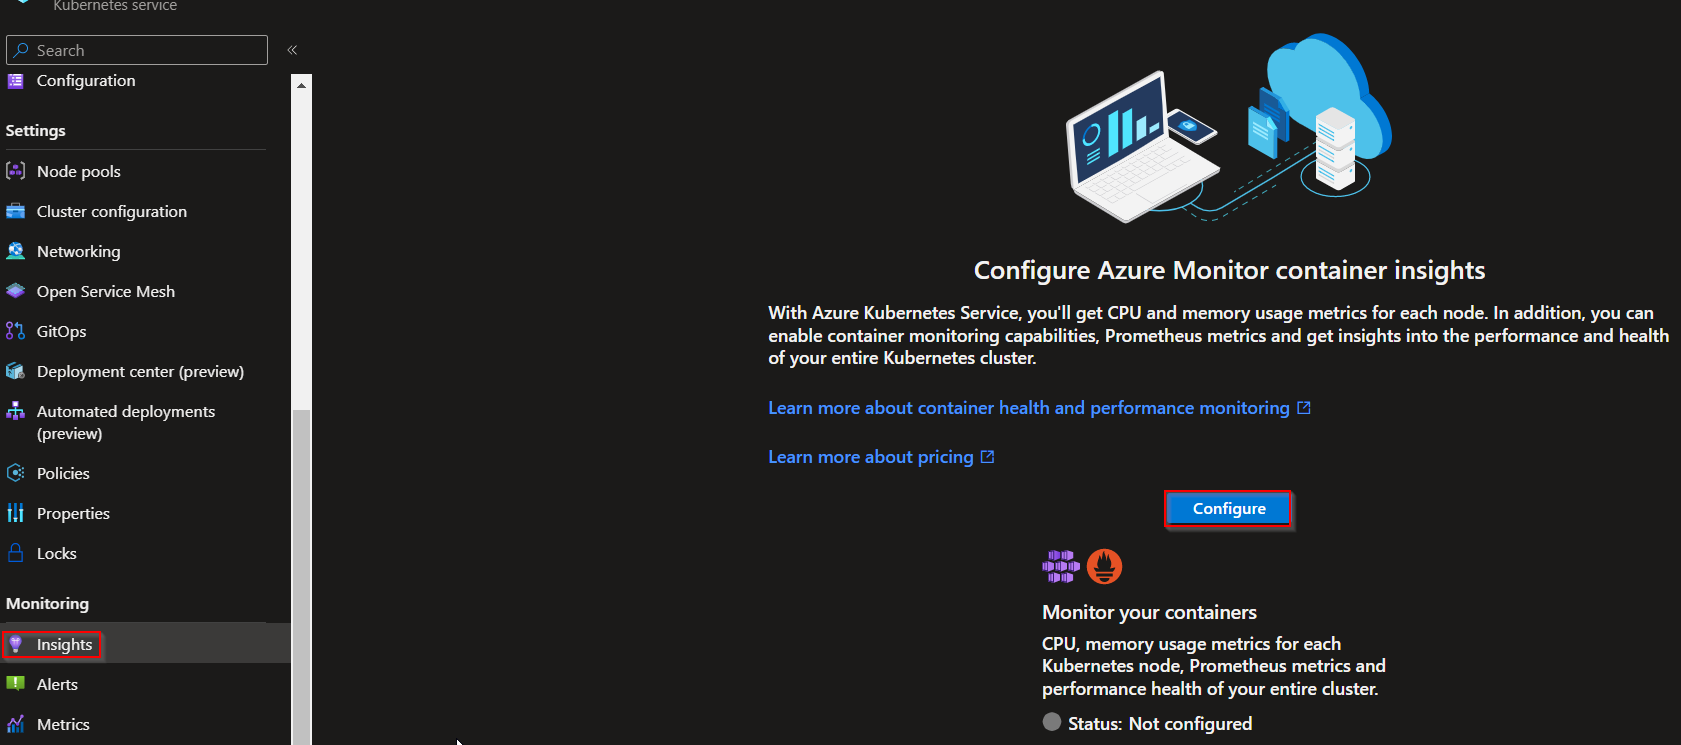 Kubernetes service
Search
«
Configuration
Settings
Node pools
Cluster configuration
Networking
Open Service Mesh
GitOps
Deployment center (preview)
Automated deployments
(preview)
Policies
Properties
Locks
Monitoring
Insights
Alerts
Metrics
Configure Azure Monitor container insights
With Azure Kubernetes Service, you'll get CPU and memory usage metrics for each node. In addition, you can
enable container monitoring capabilities, Prometheus metrics and get insights into the performance and health
of your entire Kubernetes cluster.
Learn more about container health and performance monitoring
Learn more about pricing
Configure
Monitor your containers
CPU, memory usage metrics for each
Kubernetes node, Prometheus metrics and
performance health of your entire cluster.
Status: Not configured